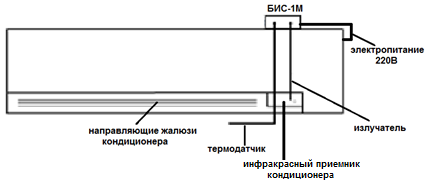 БИС-1М
электропитание
220В
направляющие жалюзи
кондиционера
термодатчик
излучатель
инфракрасный приемник
кондиционера